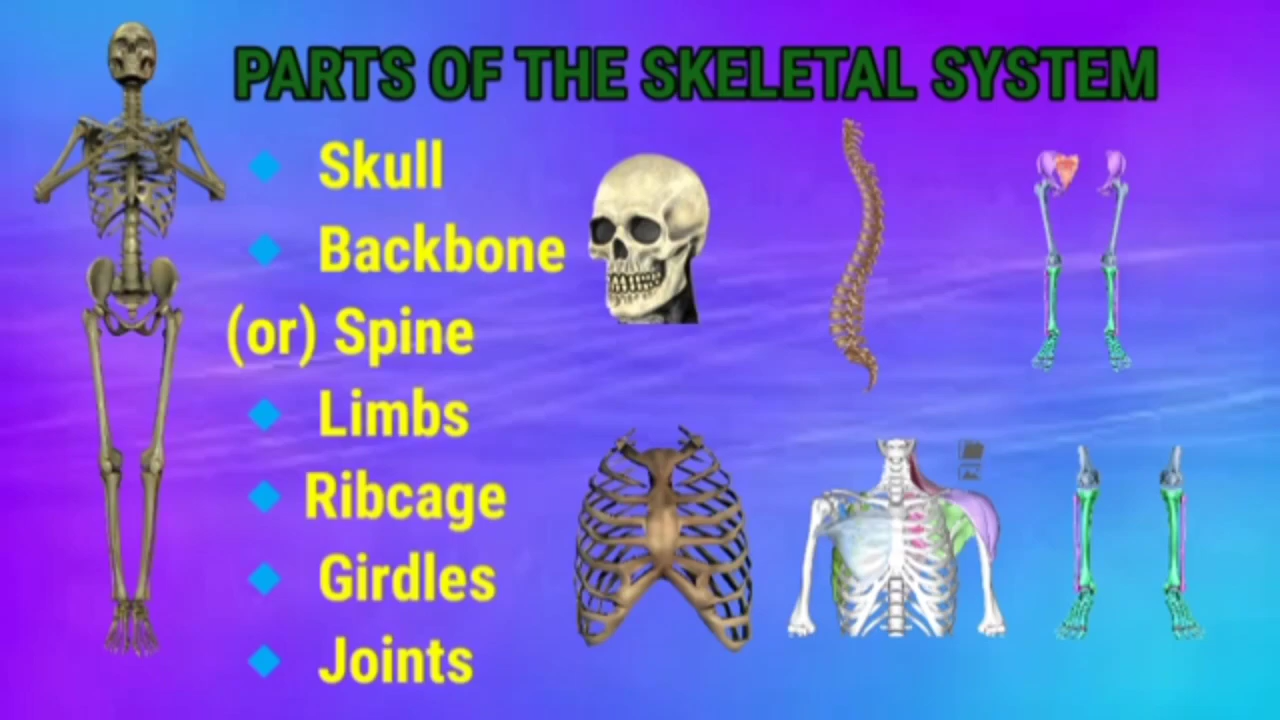 PARTS OF THE SKELETAL SYSTEM
Skull
Backbone
(or) Spine
Limbs
Ribcage
Girdles
Joints